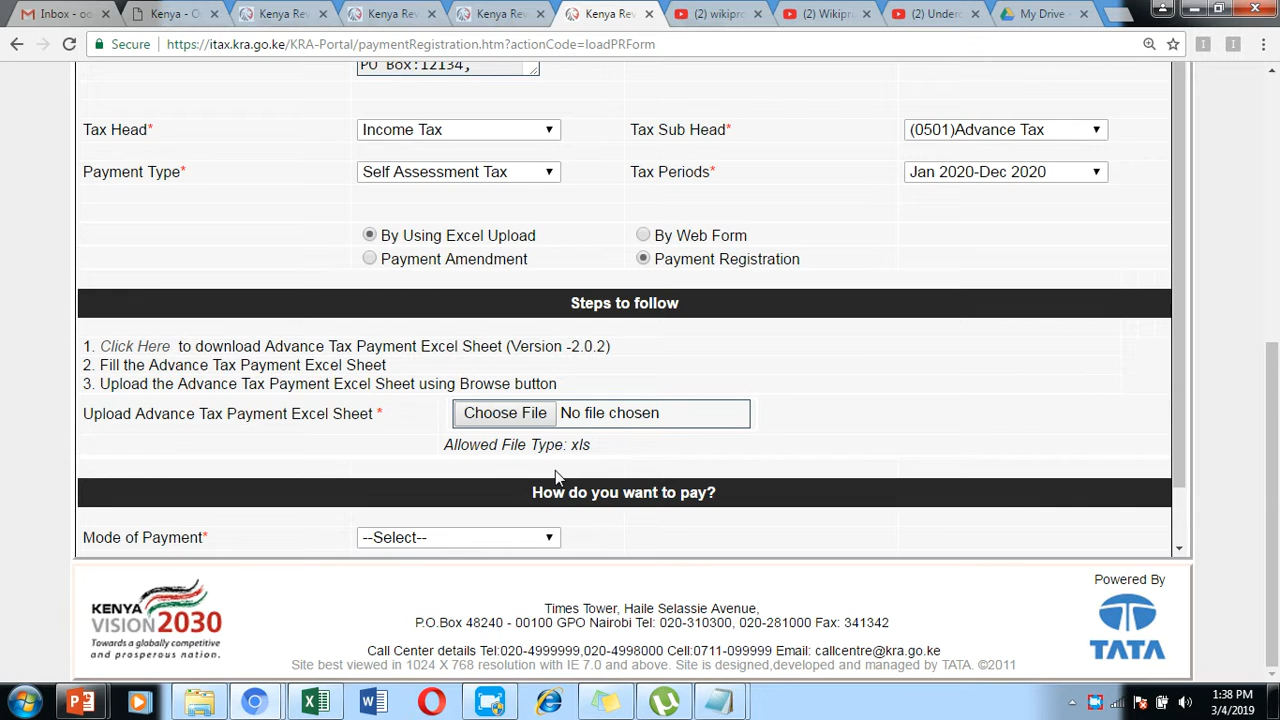 Inbox - oc
Kenya - C
Kenya Re
Kenya Re
Kenya Re
Kenya Rev
(2) wikipro
(2) Wikipr
(2) Under
My Drive -
Secure https://itax.kra.go.ke/KRA-Portal/paymentRegistration.htm?actionCode=loadPRForm
PO Box:12134,
Tax Head* Income Tax Tax Sub Head* (0501)Advance Tax
Payment Type* Self Assessment Tax Tax Periods* Jan 2020-Dec 2020
By Using Excel Upload By Web Form
Payment Amendment Payment Registration
Steps to follow
1. Click Here to download Advance Tax Payment Excel Sheet (Version -2.0.2)
2. Fill the Advance Tax Payment Excel Sheet
3. Upload the Advance Tax Payment Excel Sheet using Browse button
Upload Advance Tax Payment Excel Sheet * Choose File No file chosen
Allowed File Type: xls
How do you want to pay?
Mode of Payment* --Select--
KENYA
VISION 2030
Towards a globally competitive
and prosperous nation.
Times Tower, Haile Selassie Avenue,
P.O.Box 48240 - 00100 GPO Nairobi Tel: 020-310300, 020-281000 Fax: 341342
Call Center details Tel:020-4999999,020-4998000 Cell:0711-099999 Email: callcentre@kra.go.ke
Site best viewed in 1024 X 768 resolution with IE 7.0 and above. Site is designed,developed and managed by TATA. ©2011
Powered By
TATA
1:38 PM
3/4/2019